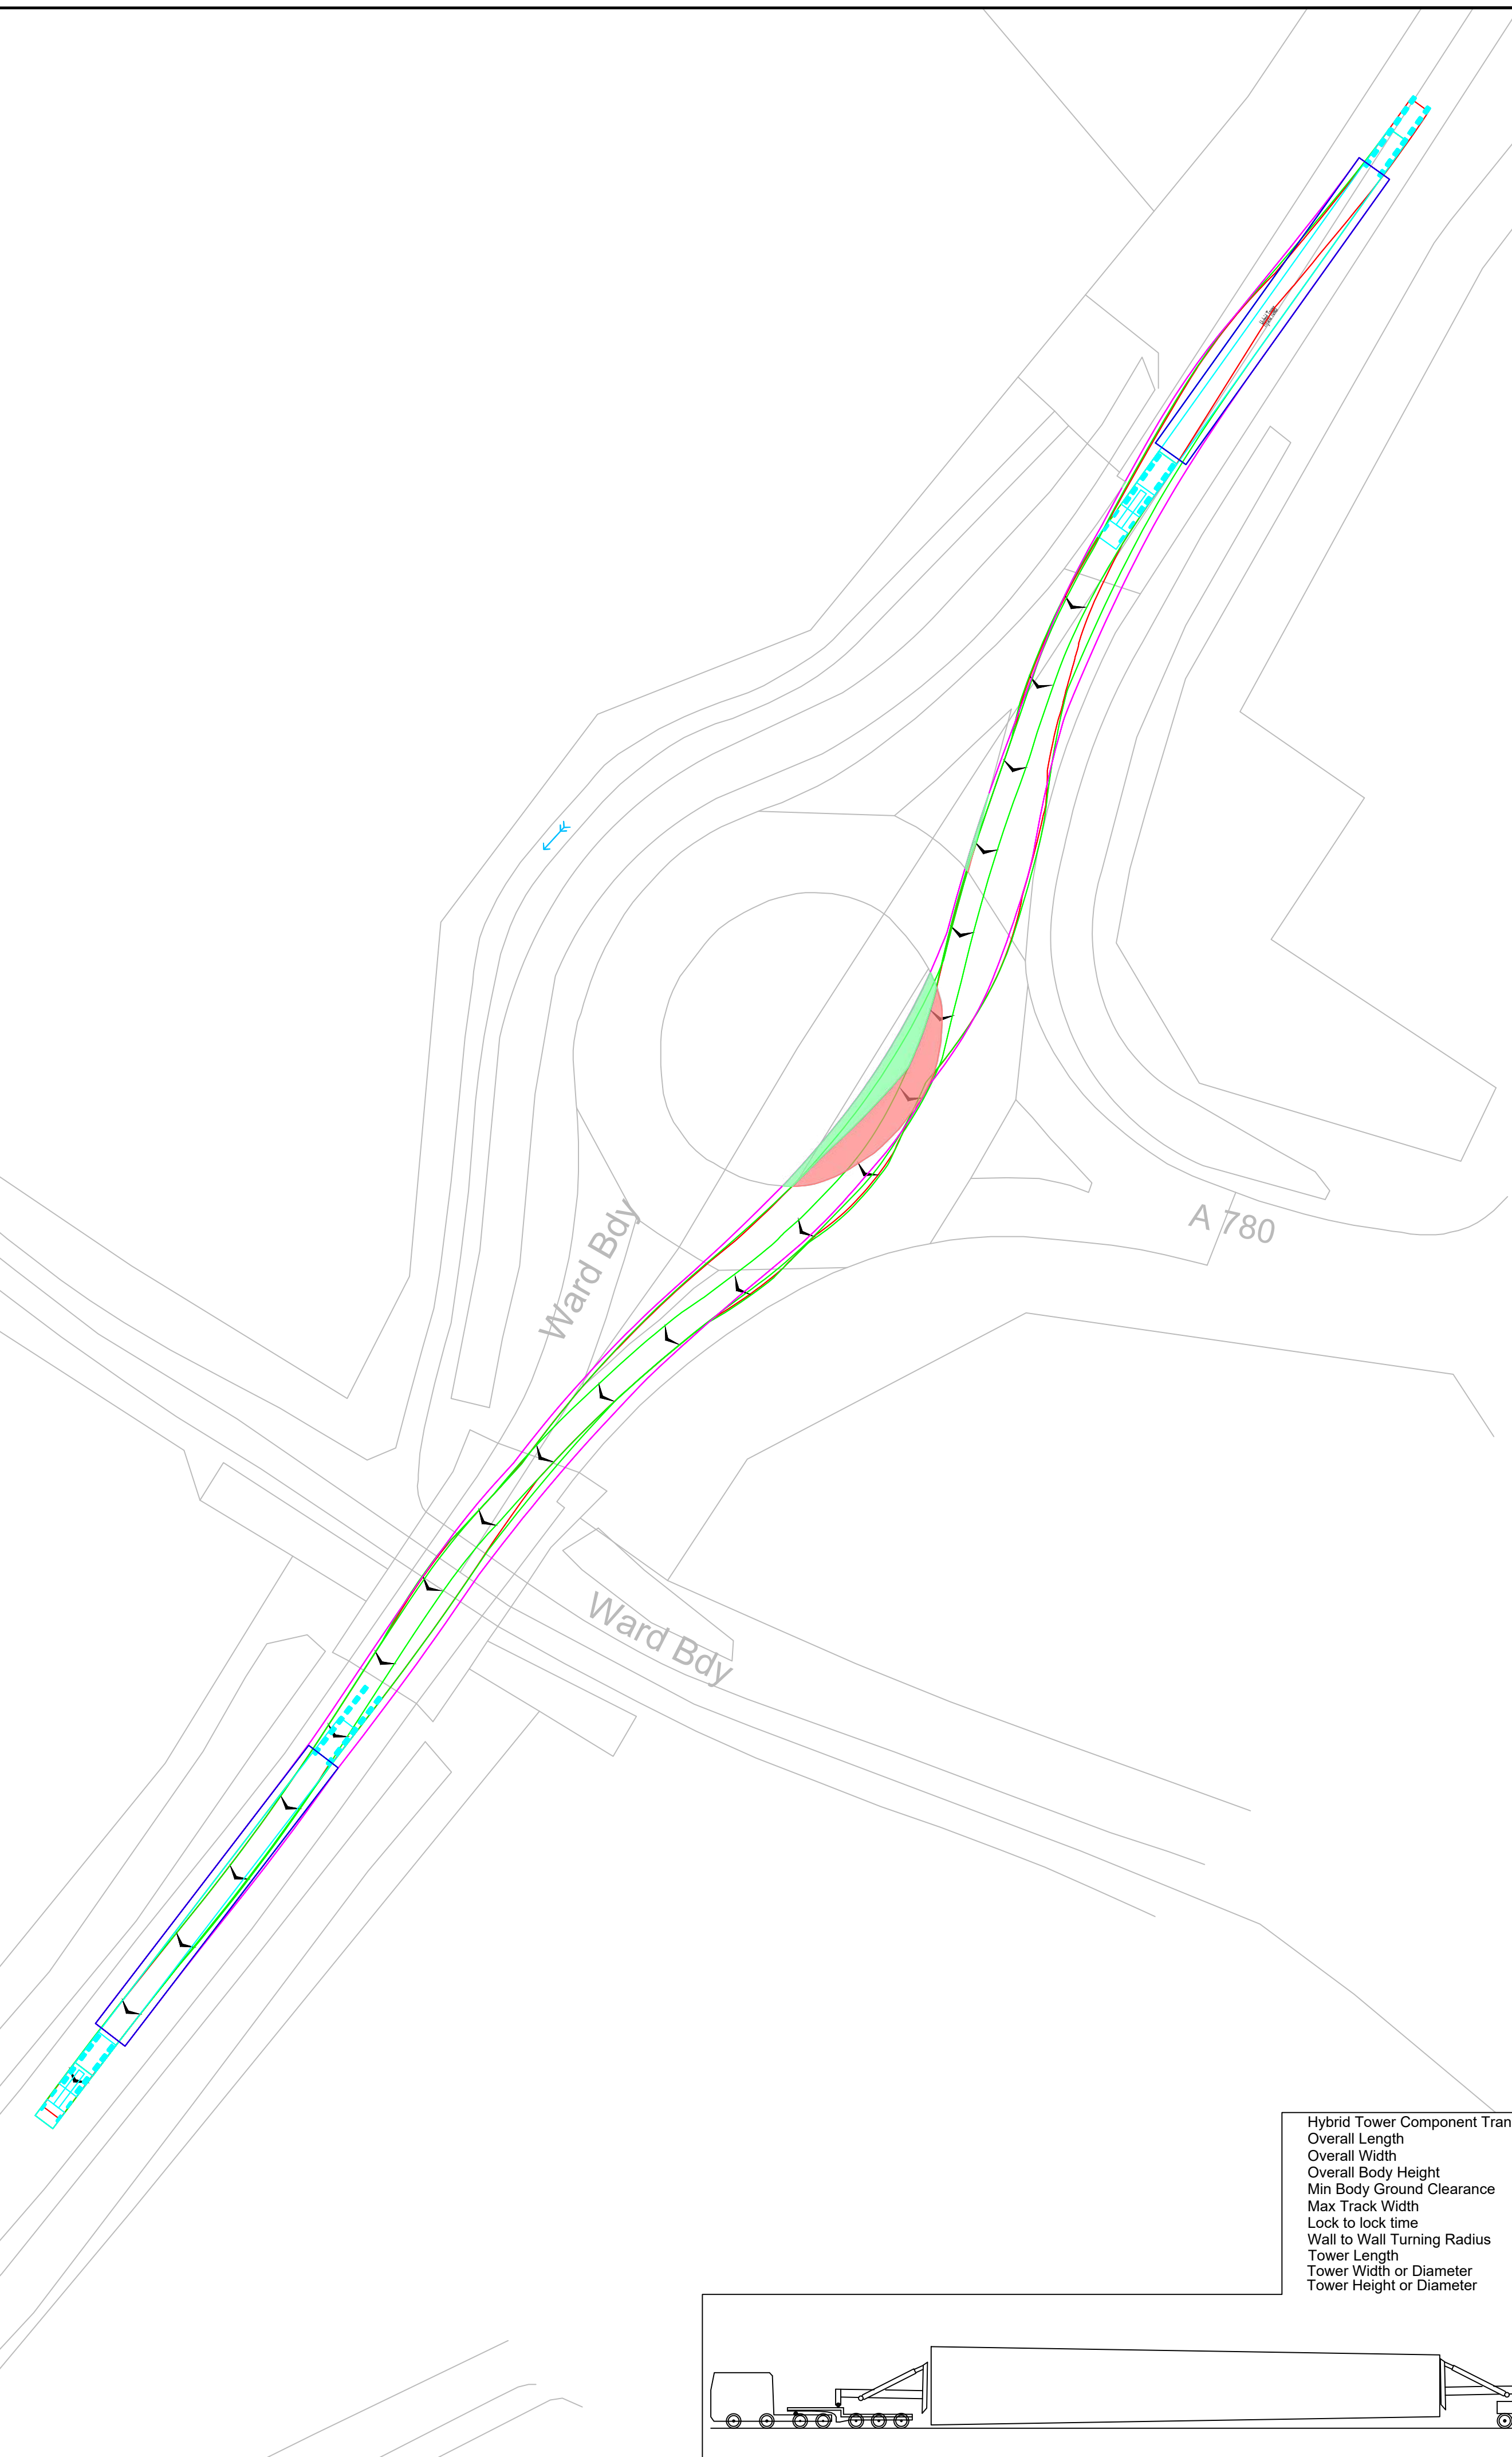 Ward Bdy
A 780
Ward Bdy
Hybrid Tower Component
Overall Length
Overall Width
Overall Body Height
Min Body Ground Clearance
Max Track Width
Lock to lock time
Wall to Wall Turning Radius
Tower Length
Tower Width or Diameter
Tower Height or Diameter